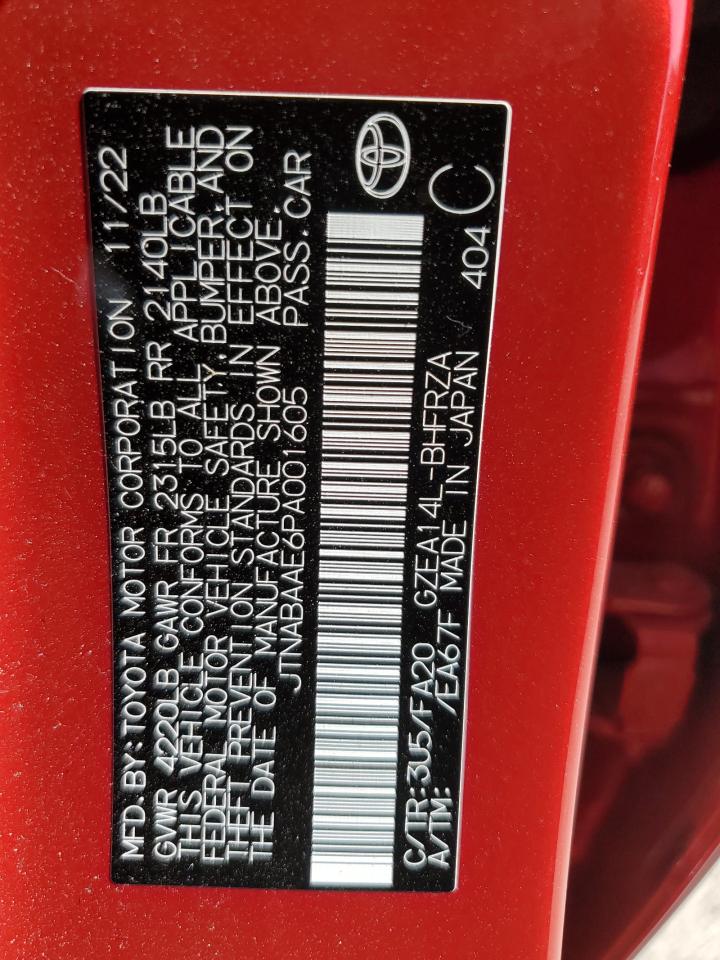 MFD. BY: TOYOTA MOTOR CORPORATION 11/22
GVWR 4220LB GAWR FR 2315LB RR 2140LB
THIS VEHICLE CONFORMS TO ALL APPLICABLE
FEDERAL MOTOR VEHICLE SAFETY, BUMPER, AND
THEFT PREVENTION STANDARDS IN EFFECT ON
THE DATE OF MANUFACTURE SHOWN ABOVE.
JTNABAAE6PA001605 PASS. CAR
C/TR: 3U5/FA20 GZEA14L-BHFRZA 404 C
A/TM: /EA67F MADE IN JAPAN